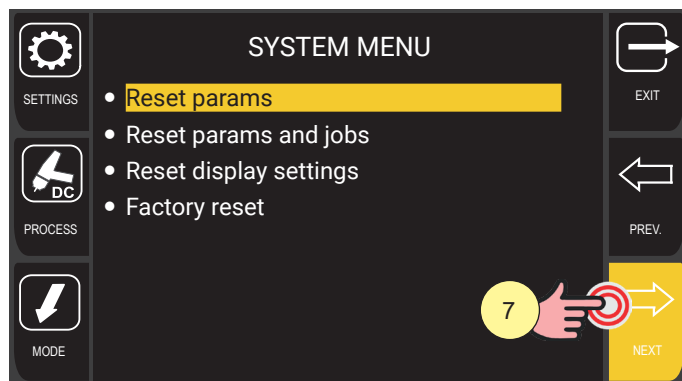 SYSTEM MENU
SETTINGS
DC
PROCESS
MODE
• Reset params
• Reset params and jobs
• Reset display settings
• Factory reset
7
EXIT
PREV.
NEXT